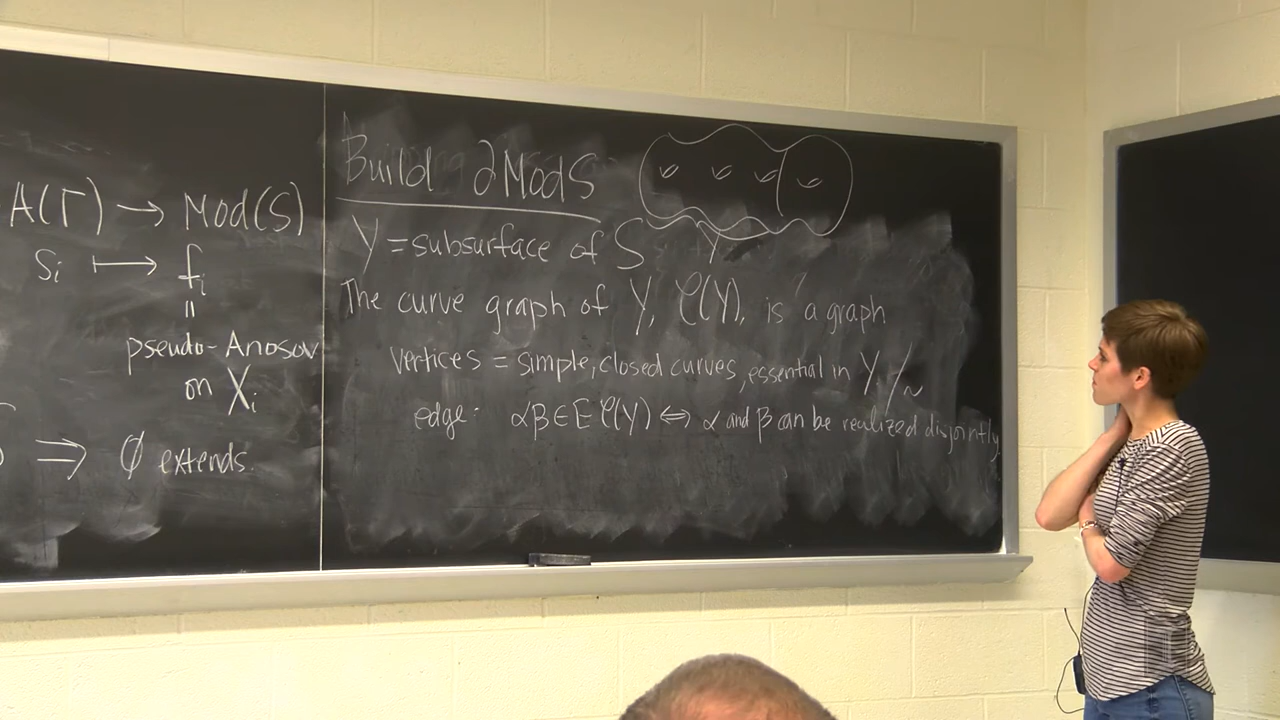 A(Γ) → Mod(S)
Si ↦ fi
=
pseudo-Anosov
on Xi
⇒ ∅ extends.
Build ∂ModS
Y = subsurface of S
Y
The curve graph of Y, C(Y), is a graph
vertices = simple, closed curves, essential in Y, /~
edge: αβ ∈ E C(Y) ⇔ α and β can be realized disjointly.